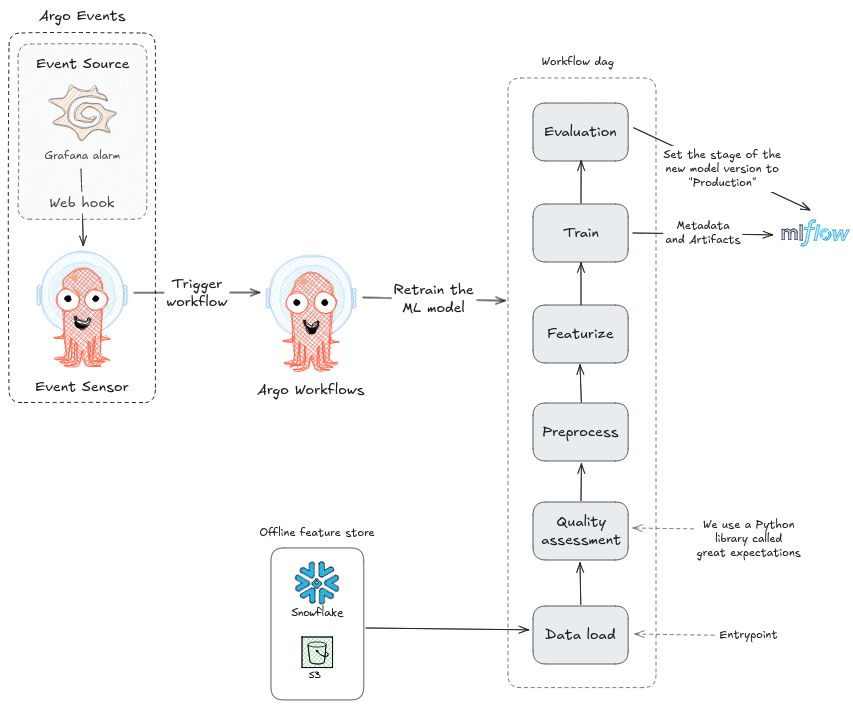 Argo Events
Event Source
Grafana alarm
Web hook
Event Sensor
Trigger
workflow
Argo Workflows
Retrain the
ML model
Workflow dag
Evaluation
Set the stage of the
new model version to
"Production"
Train
Metadata
and Artifacts
mlflow
Featurize
Preprocess
Quality
assessment
We use a Python
library called
great expectations
Data load
Entrypoint
Offline feature store
Snowflake
S3